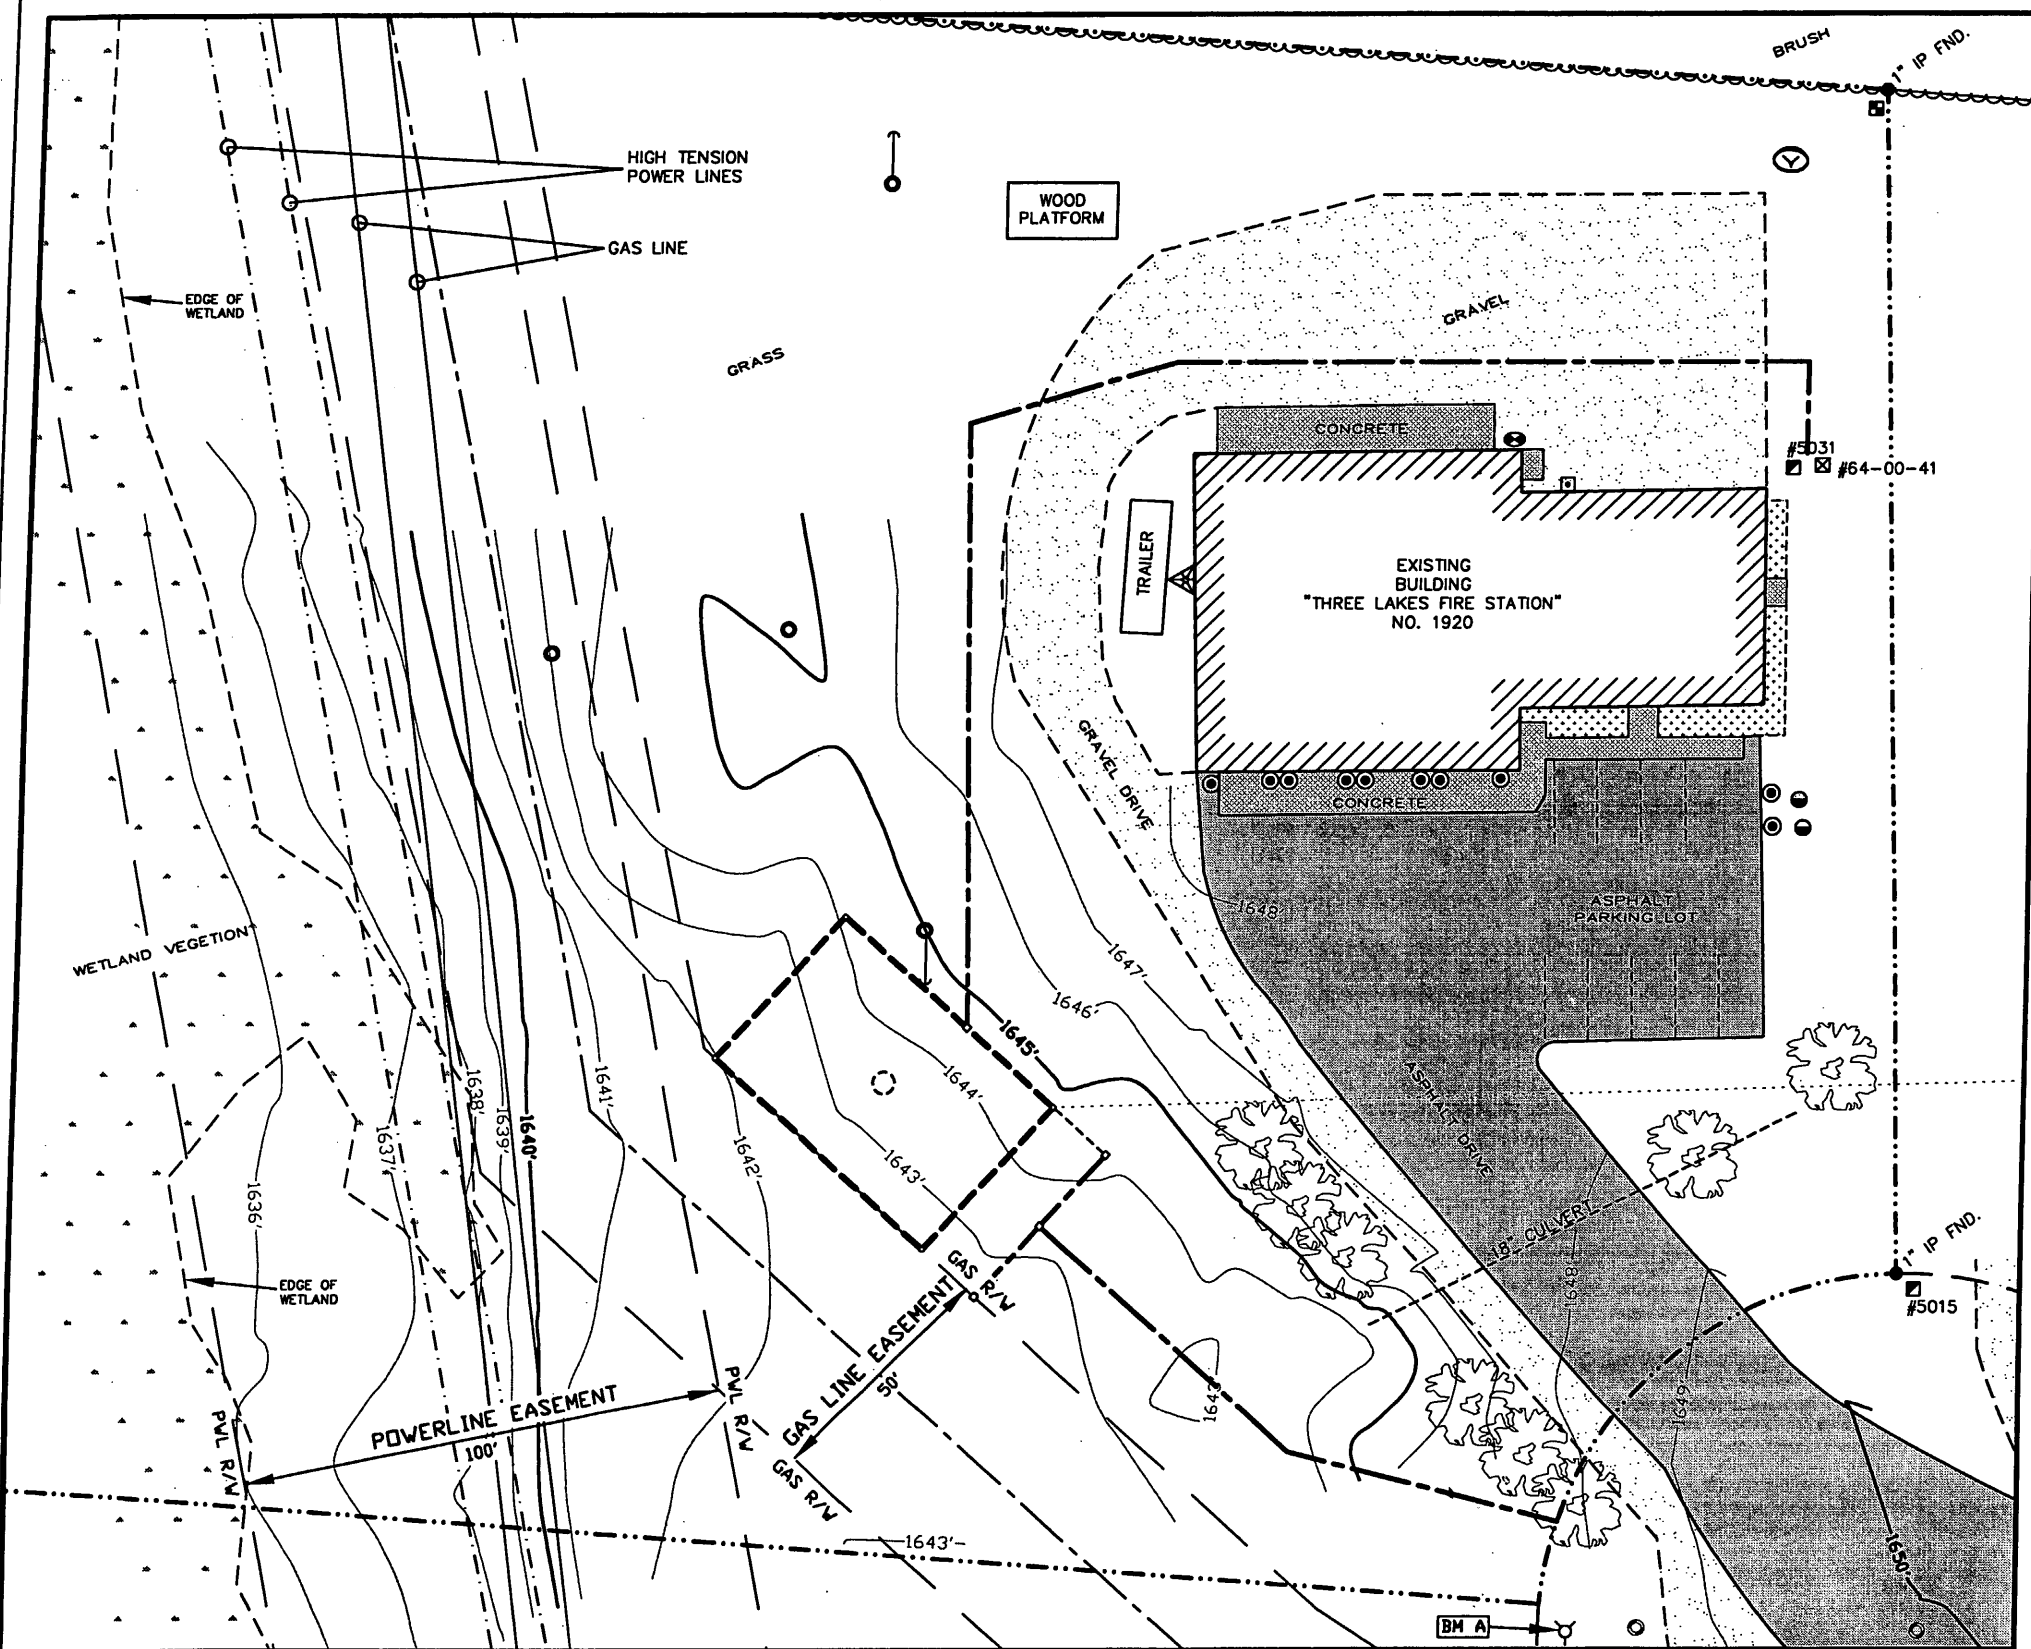 BRUSH
1" IP FND.
HIGH TENSION
POWER LINES
WOOD
PLATFORM
GAS LINE
EDGE OF
WETLAND
GRAVEL
GRASS
CONCRETE
#5031
#64-00-41
TRAILER
EXISTING
BUILDING
"THREE LAKES FIRE STATION"
NO. 1920
GRAVEL DRIVE
CONCRETE
ASPHALT
PARKING LOT
1648'
WETLAND VEGETION
1647'
1646'
1645'
1644'
1643'
1642'
1641'
1640'
1639'
1638'
1637'
1636'
ASPHALT DRIVE
18" CULVERT
1648
1" IP FND.
#5015
EDGE OF
WETLAND
GAS R/W
GAS LINE EASEMENT
50'
GAS R/W
PWL R/W
POWERLINE EASEMENT
100'
PWL R/W
1643
1649
1650'
1643'
BM A